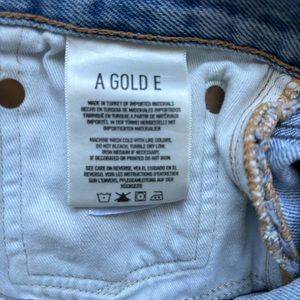 A GOLD E
MADE IN TURKEY OF IMPORTED MATERIALS
HECHO EN TURQUIA DE MATERIALES IMPORTADOS
FABRIQUÉ EN TURQUIE A PARTIR DE MATÉRIAUX
IMPORTÉS. IN DER TÜRKEI HERGESTELLT MIT
IMPORTIERTEN MATERIALIEN
MACHINE WASH COLD WITH LIKE COLORS.
DO NOT BLEACH. TUMBLE DRY LOW.
IRON MEDIUM IF NECESSARY.
IF DECORATED OR PRINTED DO NOT IRON.
SEE CARE ON REVERSE. VEA EL CUIDADO EN EL
REVERSO. VOIR LES INSTRUCTIONS D'ENTRETIEN
SUR L'ENVERS. PFLEGEANLEITUNG AUF DER
RÜCKSEITE